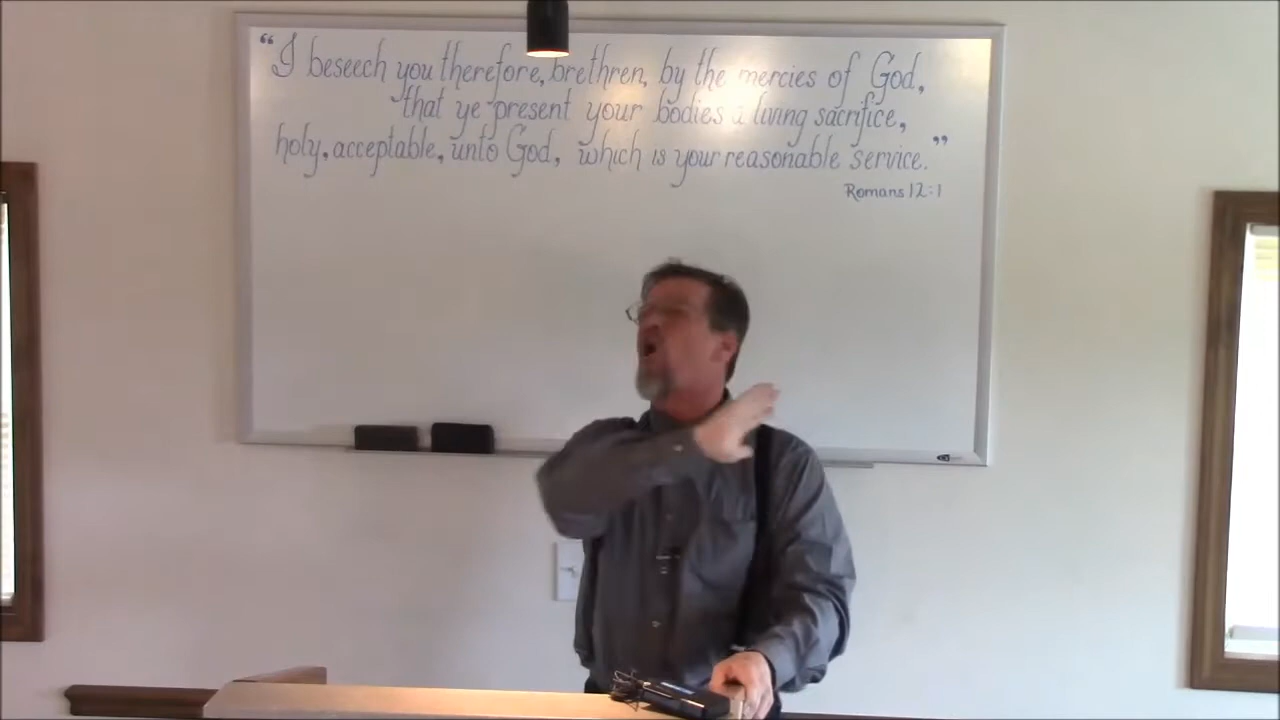 “I beseech you therefore, brethren, by the mercies of God,
that ye present your bodies a living sacrifice,
holy, acceptable, unto God, which is your reasonable service.”
Romans 12:1